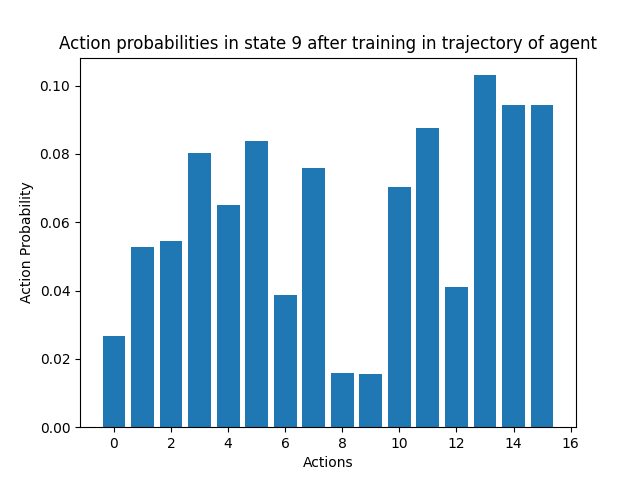 Action probabilities in state 9 after training in trajectory of agent
0.10
0.08
0.06
0.04
0.02
0.00
Action Probability
0 2 4 6 8 10 12 14 16
Actions